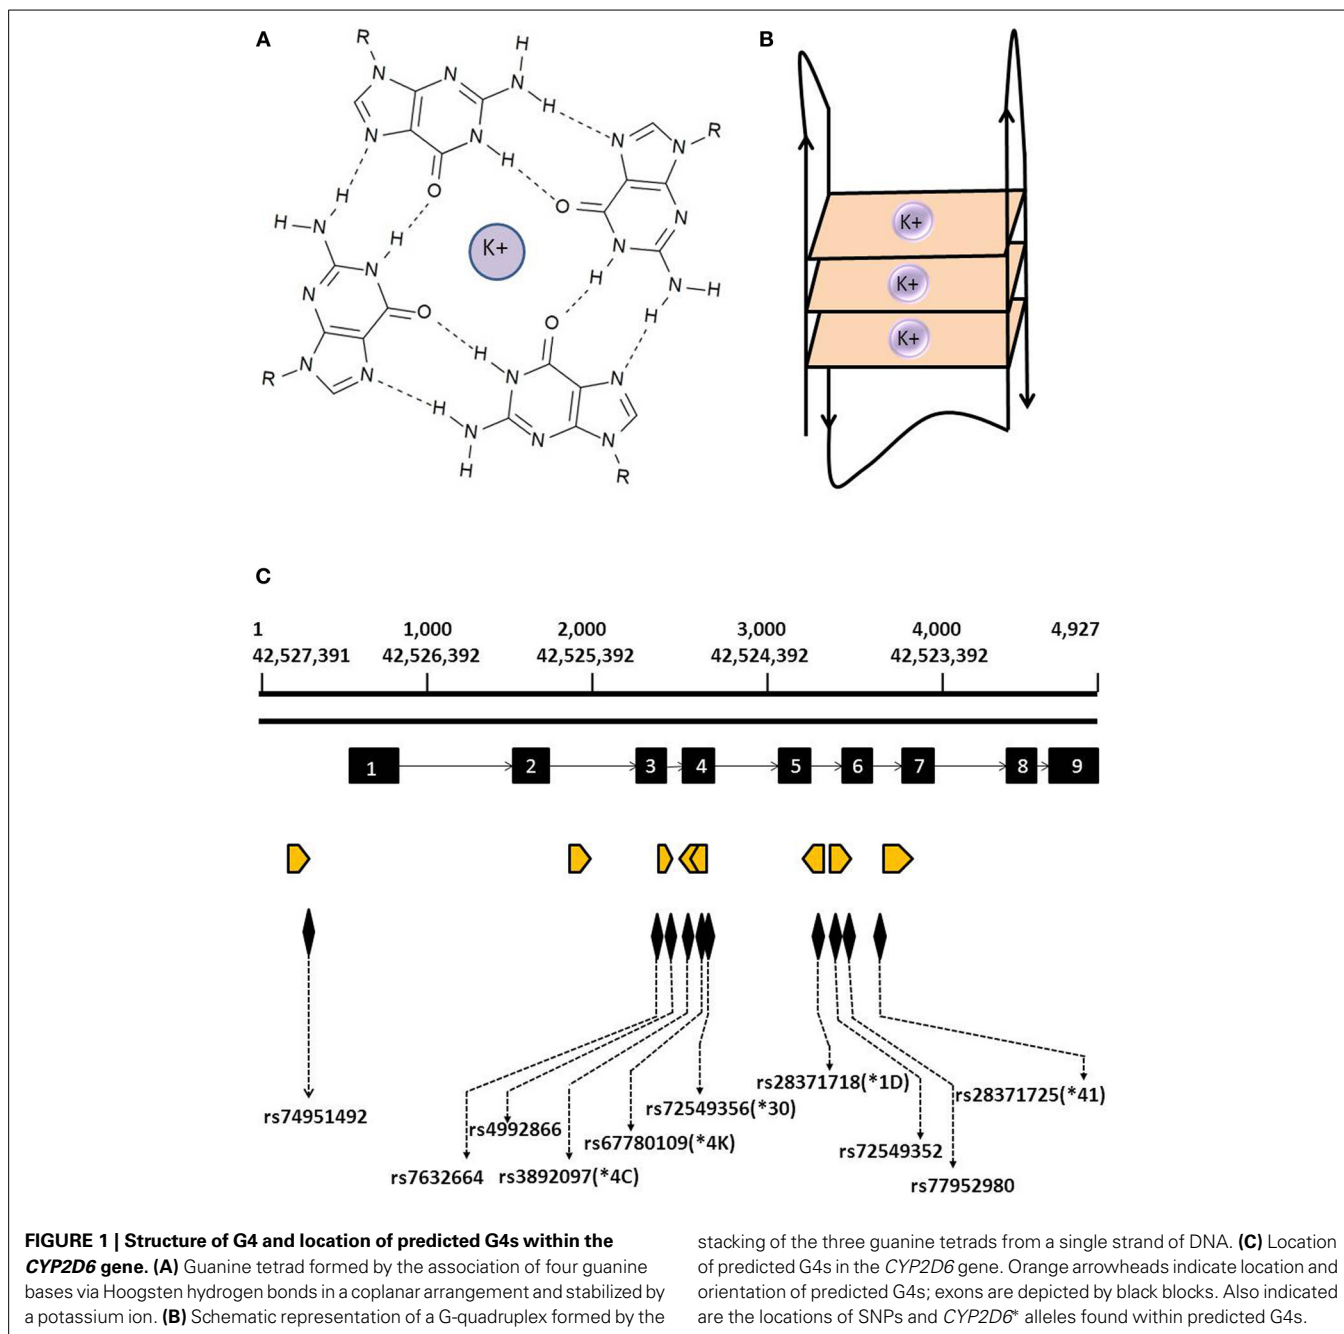 A
B
R
H
N
N
N
H
N
N
H
N
R
H
O
O
N
H
K+
H
N
H
N
N
H
N
H
N
O
O
H
H
N
R
N
N
N
H
N
H
N
N
H
R
K+
K+
K+
C
1 1,000 2,000 3,000 4,000 4,927
42,527,391 42,526,392 42,525,392 42,524,392 42,523,392
1 2 3 4 5 6 7 8 9
rs74951492
rs7632664
rs4992866
rs3892097(*4C)
rs67780109(*4K)
rs72549356(*30)
rs28371718(*1D)
rs72549352
rs77952980
rs28371725(*41)
FIGURE 1 | Structure of G4 and location of predicted G4s within the
CYP2D6 gene. (A) Guanine tetrad formed by the association of four guanine
bases via Hoogsten hydrogen bonds in a coplanar arrangement and stabilized by
a potassium ion. (B) Schematic representation of a G-quadruplex formed by the
stacking of the three guanine tetrads from a single strand of DNA. (C) Location
of predicted G4s in the CYP2D6 gene. Orange arrowheads indicate location and
orientation of predicted G4s; exons are depicted by black blocks. Also indicated
are the locations of SNPs and CYP2D6* alleles found within predicted G4s.